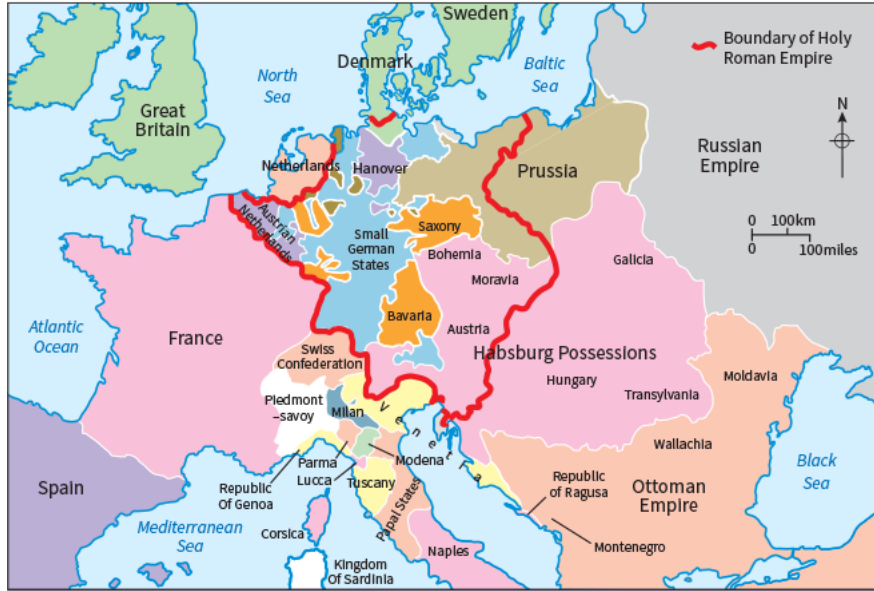 Sweden
Boundary of Holy
Roman Empire
Denmark
North
Sea
Baltic
Sea
Great
Britain
N
Russian
Empire
Netherlands
Hanover
Prussia
Austrian
Netherlands
0 100km
0 100miles
Small
German
States
Saxony
Bohemia
Galicia
Moravia
Bavaria
Atlantic
Ocean
France
Austria
Swiss
Confederation
Habsburg Possessions
Hungary
Transylvania
Moldavia
Piedmont
–savoy
Milan
Venetia
Wallachia
Black
Sea
Spain
Republic
Of Genoa
Parma
Lucca
Modena
Tuscany
Papal States
Republic
of Ragusa
Ottoman
Empire
Montenegro
Mediterranean
Sea
Corsica
Naples
Kingdom
Of Sardinia